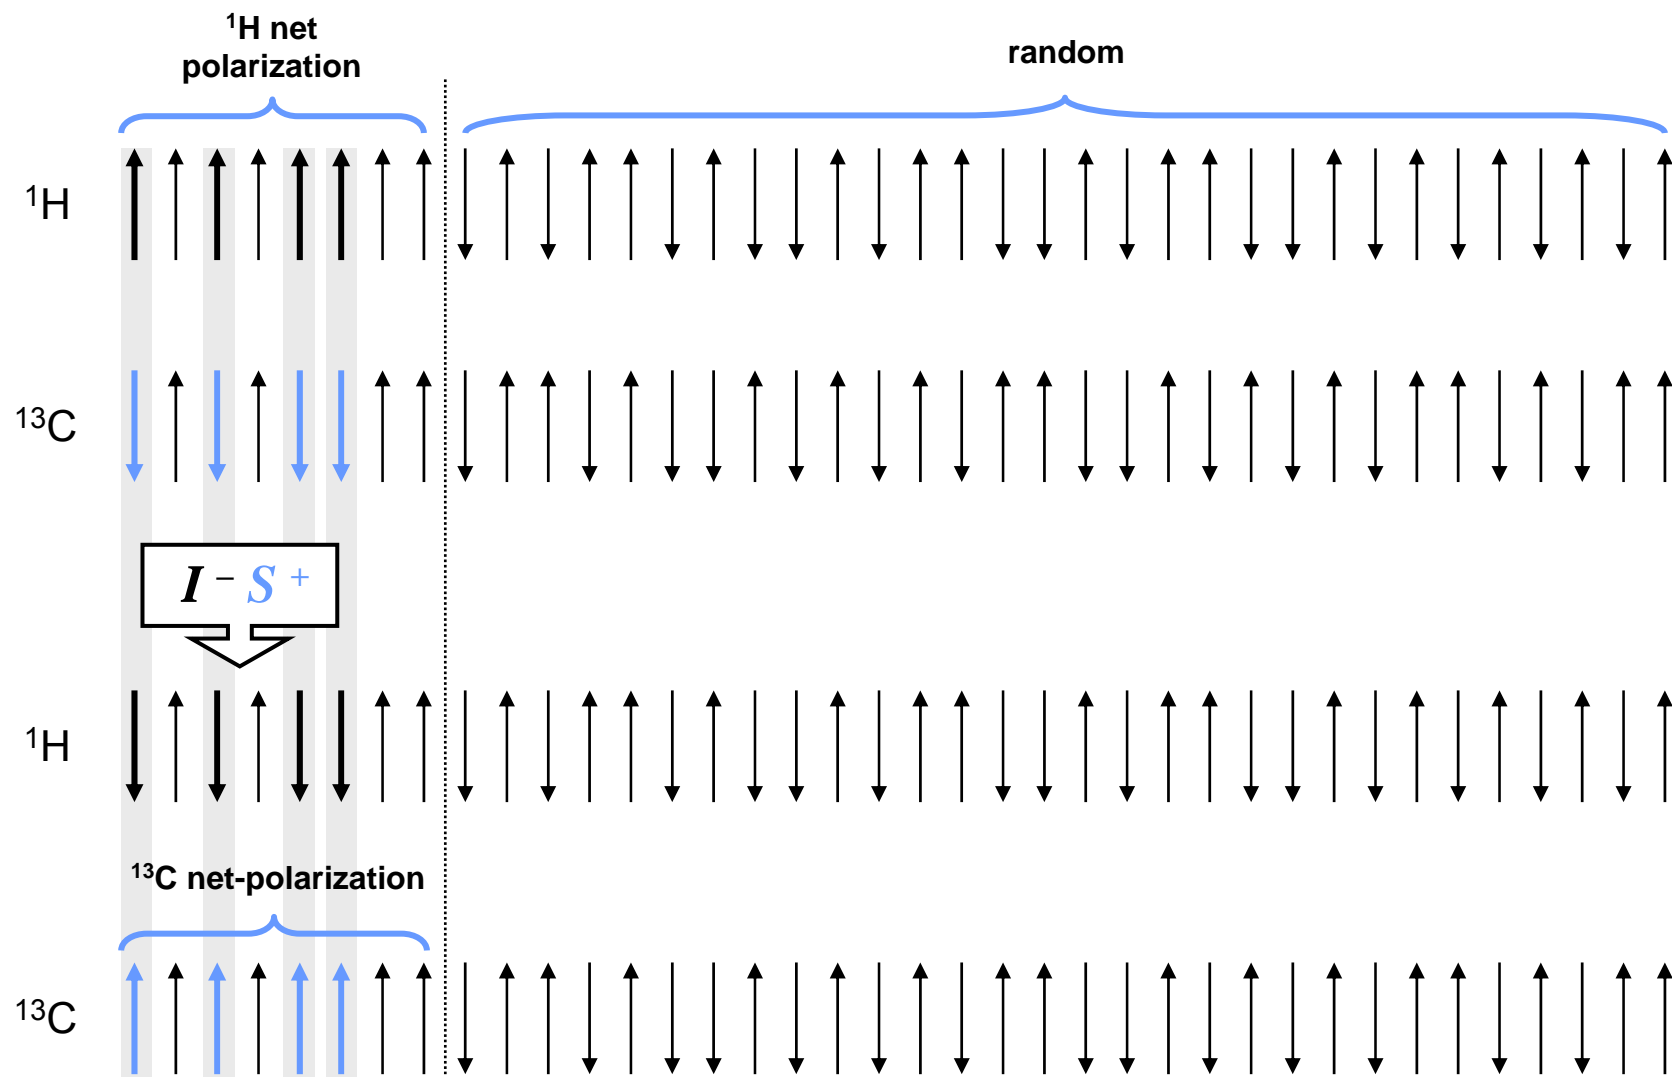 ¹H net
polarization
random
¹H
¹³C
I ⁻ S ⁺
¹H
¹³C net-polarization
¹³C